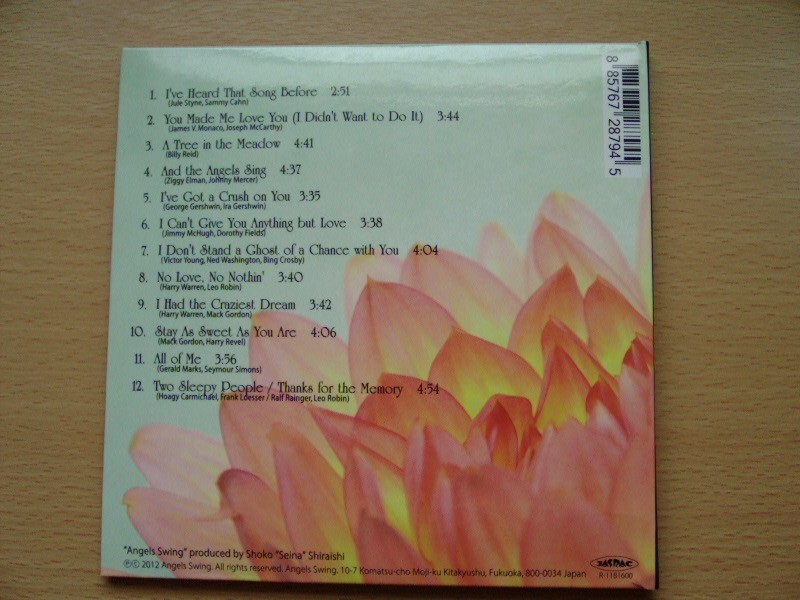 1. I've Heard That Song Before 2:51
(Jule Styne, Sammy Cahn)
2. You Made Me Love You (I Didn't Want to Do It) 3:44
(James V. Monaco, Joseph McCarthy)
3. A Tree in the Meadow 4:41
(Billy Reid)
4. And the Angels Sing 4:37
(Ziggy Elman, Johnny Mercer)
5. I've Got a Crush on You 3:35
(George Gershwin, Ira Gershwin)
6. I Can't Give You Anything but Love 3:38
(Jimmy McHugh, Dorothy Fields)
7. I Don't Stand a Ghost of a Chance with You 4:04
(Victor Young, Ned Washington, Bing Crosby)
8. No Love, No Nothin' 3:40
(Harry Warren, Leo Robin)
9. I Had the Craziest Dream 3:42
(Harry Warren, Mack Gordon)
10. Stay As Sweet As You Are 4:06
(Mack Gordon, Harry Revel)
11. All of Me 3:56
(Gerald Marks, Seymour Simons)
12. Two Sleepy People / Thanks for the Memory 4:54
(Hoagy Carmichael, Frank Loesser / Ralf Rainger, Leo Robin)
8 85767 28794 5
"Angels Swing" produced by Shoko "Seina" Shiraishi
℗© 2012 Angels Swing. All rights reserved. Angels Swing. 10-7 Komatsu-cho Moji-ku Kitakyushu, Fukuoka, 800-0034 Japan
R-1181600